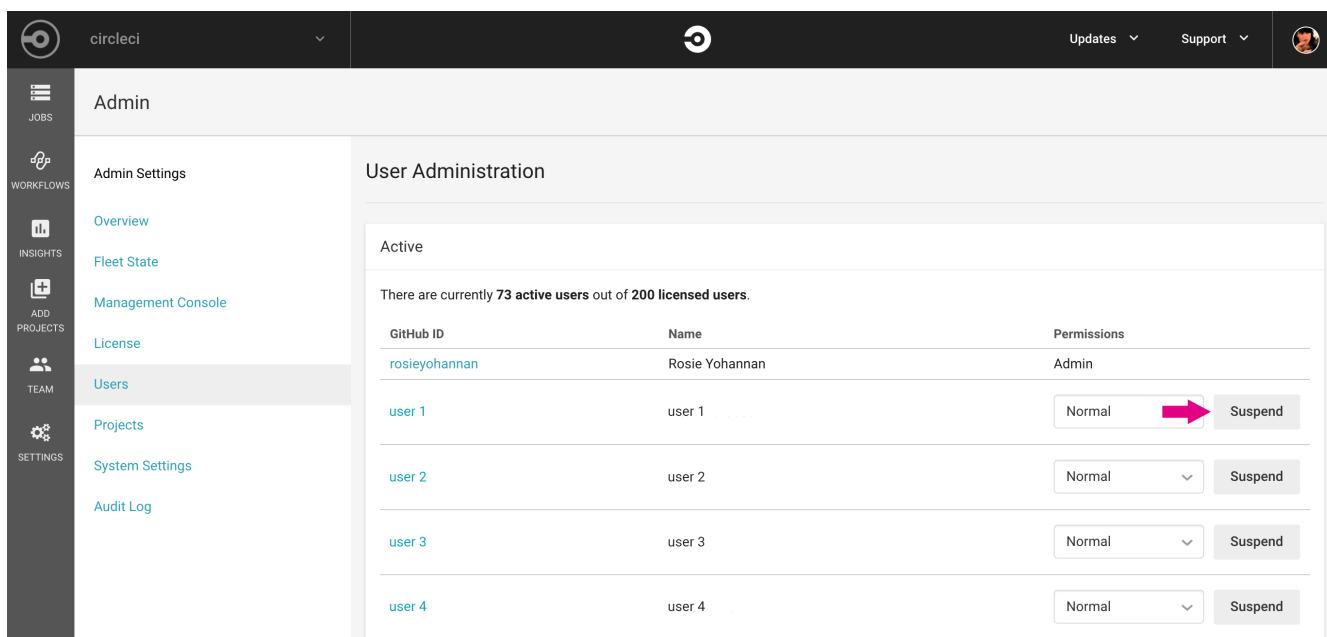 circleci
Updates
Support
JOBS
WORKFLOWS
INSIGHTS
ADD
PROJECTS
TEAM
SETTINGS
Admin
Admin Settings
Overview
Fleet State
Management Console
License
Users
Projects
System Settings
Audit Log
User Administration
Active
There are currently 73 active users out of 200 licensed users.
GitHub ID Name Permissions
rosieyohannan Rosie Yohannan Admin
user 1 user 1 Normal Suspend
user 2 user 2 Normal Suspend
user 3 user 3 Normal Suspend
user 4 user 4 Normal Suspend